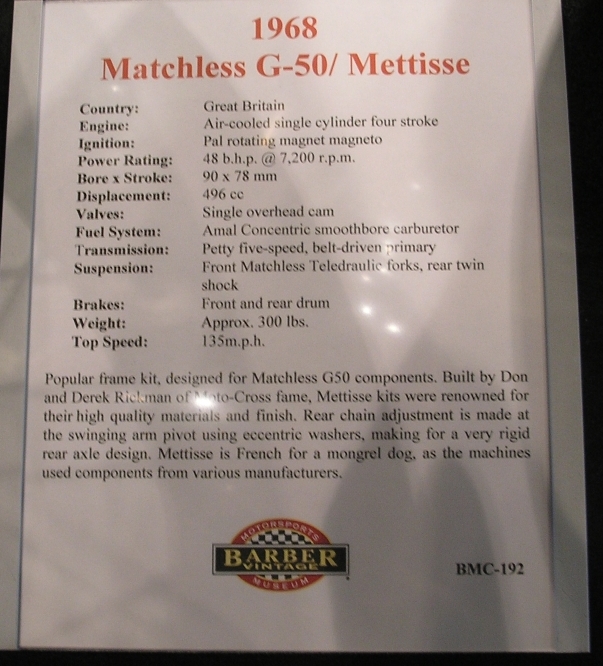 1968
Matchless G-50/ Mettisse
Country: Great Britain
Engine: Air-cooled single cylinder four stroke
Ignition: Pal rotating magnet magneto
Power Rating: 48 b.h.p. @ 7,200 r.p.m.
Bore x Stroke: 90 x 78 mm
Displacement: 496 cc
Valves: Single overhead cam
Fuel System: Amal Concentric smoothbore carburetor
Transmission: Petty five-speed, belt-driven primary
Suspension: Front Matchless Teledraulic forks, rear twin
shock
Brakes: Front and rear drum
Weight: Approx. 300 lbs.
Top Speed: 135m.p.h.
Popular frame kit, designed for Matchless G50 components. Built by Don
and Derek Rickman of Moto-Cross fame, Mettisse kits were renowned for
their high quality materials and finish. Rear chain adjustment is made at
the swinging arm pivot using eccentric washers, making for a very rigid
rear axle design. Mettisse is French for a mongrel dog, as the machines
used components from various manufacturers.
MOTORSPORTS
BARBER
VINTAGE
MUSEUM
BMC-192